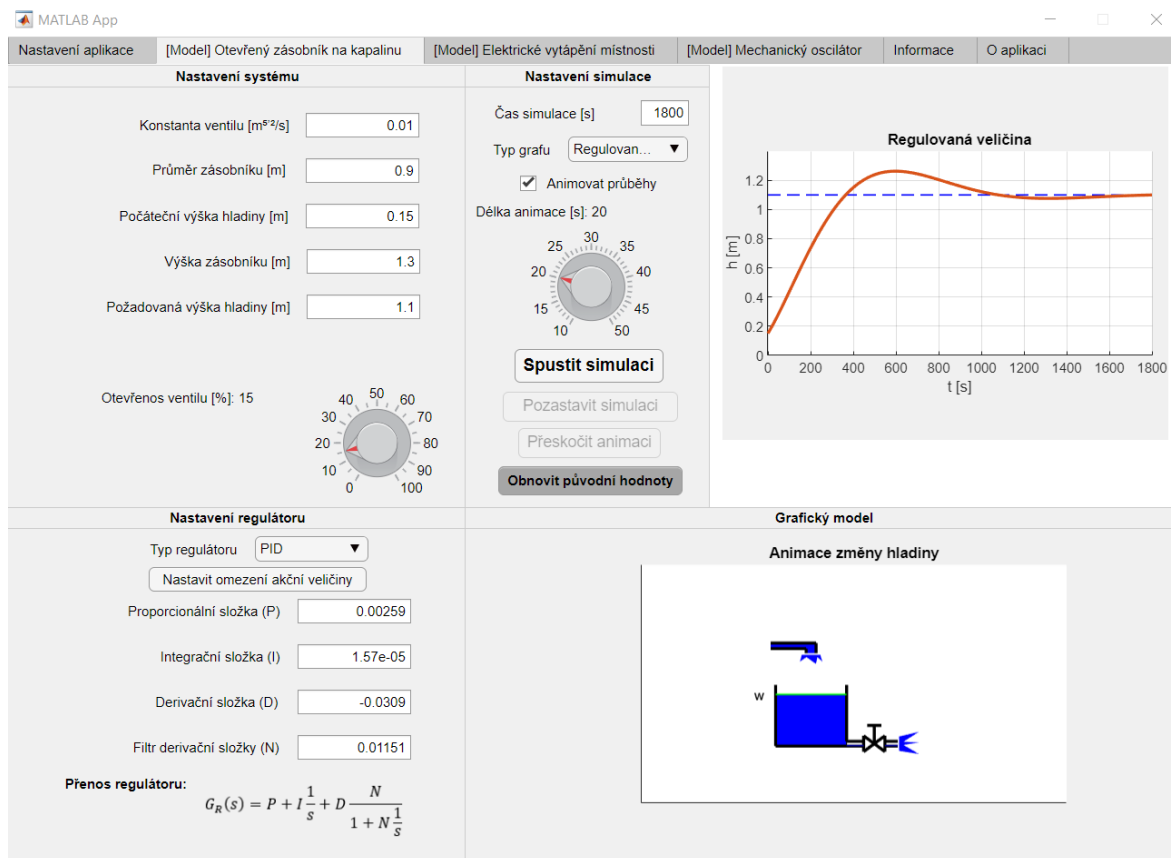 MATLAB App
Nastavení aplikace
[Model] Otevřený zásobník na kapalinu
[Model] Elektrické vytápění místnosti
[Model] Mechanický oscilátor
Informace
O aplikaci
Nastavení systému
Konstanta ventilu [m⁵'²/s] 0.01
Průměr zásobníku [m] 0.9
Počáteční výška hladiny [m] 0.15
Výška zásobníku [m] 1.3
Požadovaná výška hladiny [m] 1.1
Otevřenos ventilu [%]: 15
0 10 20 30 40 50 60 70 80 90 100
Nastavení simulace
Čas simulace [s] 1800
Typ grafu Regulovan... ▼
Animovat průběhy
Délka animace [s]: 20
10 15 20 25 30 35 40 45 50
Spustit simulaci
Pozastavit simulaci
Přeskočit animaci
Obnovit původní hodnoty
Regulovaná veličina
h [m]
1.2
1
0.8
0.6
0.4
0.2
0
0 200 400 600 800 1000 1200 1400 1600 1800
t [s]
Nastavení regulátoru
Typ regulátoru PID ▼
Nastavit omezení akční veličiny
Proporcionální složka (P) 0.00259
Integrační složka (I) 1.57e-05
Derivační složka (D) -0.0309
Filtr derivační složky (N) 0.01151
Přenos regulátoru:
G_R(s) = P + I 1/s + D N/(1 + N 1/s)
Grafický model
Animace změny hladiny
w